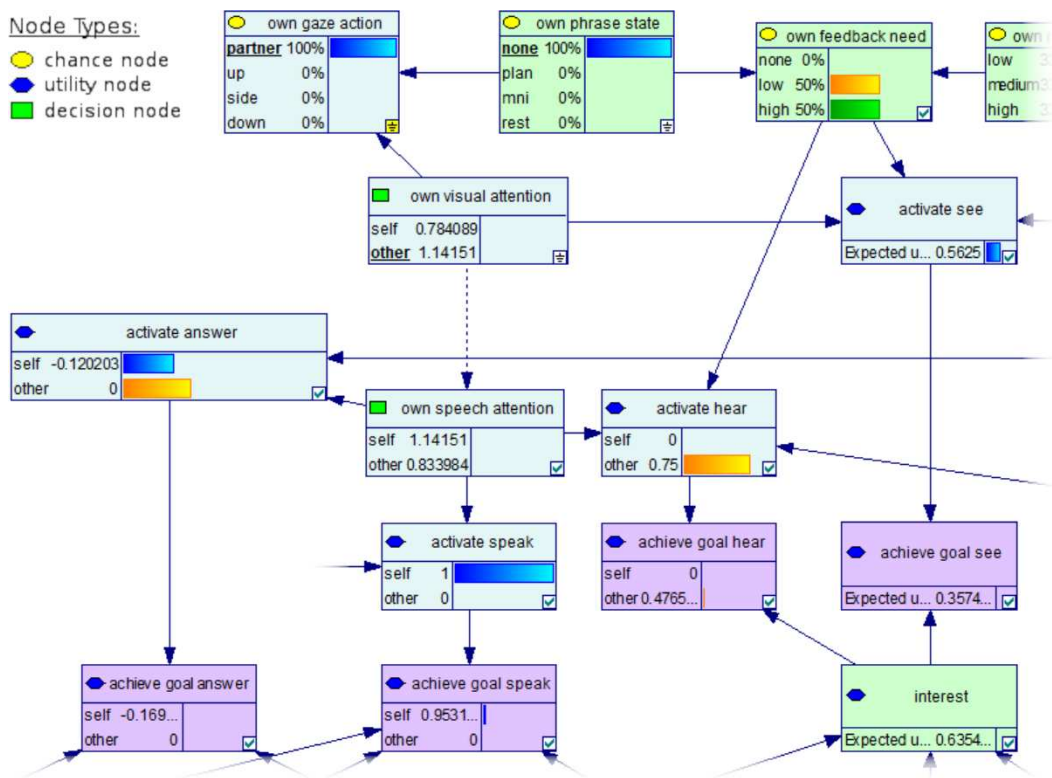 Node Types:
chance node
utility node
decision node
own gaze action
partner 100%
up 0%
side 0%
down 0%
own phrase state
none 100%
plan 0%
mni 0%
rest 0%
own feedback need
none 0%
low 50%
high 50%
own
low
medium
high
own visual attention
self 0.784089
other 1.14151
activate see
Expected u... 0.5625
activate answer
self -0.120203
other 0
own speech attention
self 1.14151
other 0.833984
activate hear
self 0
other 0.75
activate speak
self 1
other 0
achieve goal hear
self 0
other 0.4765...
achieve goal see
Expected u... 0.3574...
achieve goal answer
self -0.169...
other 0
achieve goal speak
self 0.9531...
other 0
interest
Expected u... 0.6354...